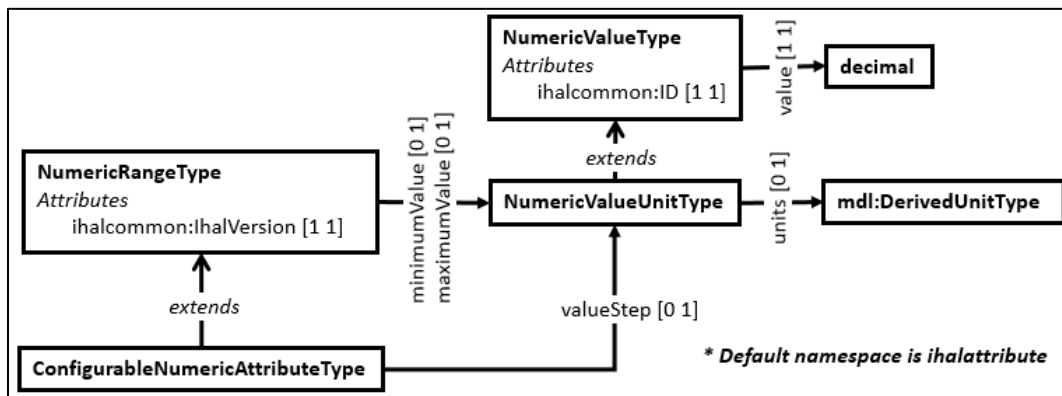 NumericValueType
Attributes
ihalcommon:ID [1 1]
value [1 1]
decimal
extends
NumericRangeType
Attributes
ihalcommon:IhalVersion [1 1]
minimumValue [0 1]
maximumValue [0 1]
NumericValueUnitType
units [0 1]
mdl:DerivedUnitType
extends
valueStep [0 1]
ConfigurableNumericAttributeType
* Default namespace is ihalattribute